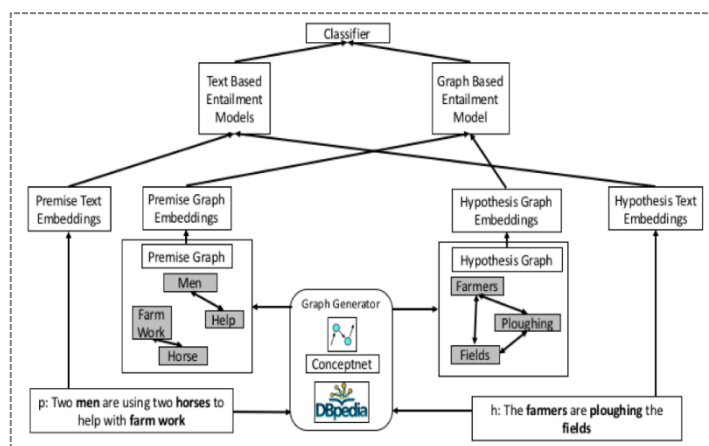 Classifier
Text Based
Entailment
Models
Graph Based
Entailment
Model
Premise Text
Embeddings
Premise Graph
Embeddings
Hypothesis Graph
Embeddings
Hypothesis Text
Embeddings
Premise Graph
Men
Farm
Work
Help
Horse
Graph Generator
Conceptnet
DBpedia
Hypothesis Graph
Farmers
Ploughing
Fields
p: Two men are using two horses to
help with farm work
h: The farmers are ploughing the
fields